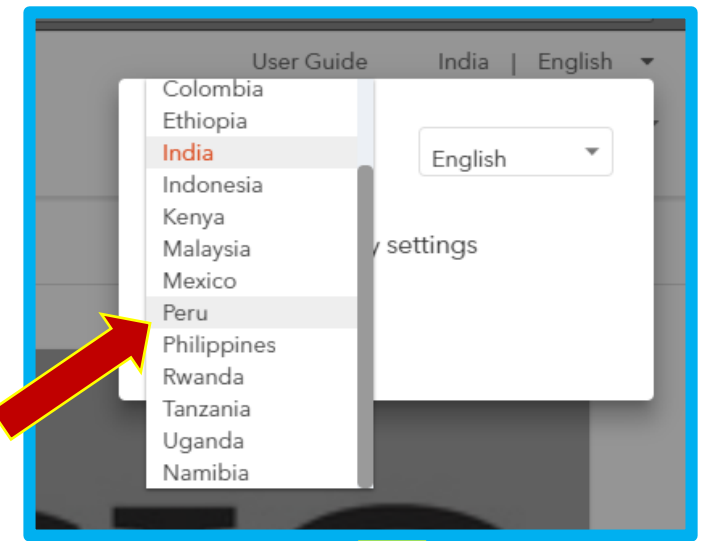 User Guide India | English
Colombia
Ethiopia
India
English
Indonesia
Kenya
Malaysia
y settings
Mexico
Peru
Philippines
Rwanda
Tanzania
Uganda
Namibia